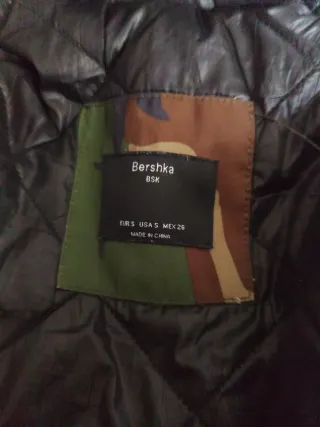 Bershka
BSK
EUR S USA S MEX 26
MADE IN CHINA